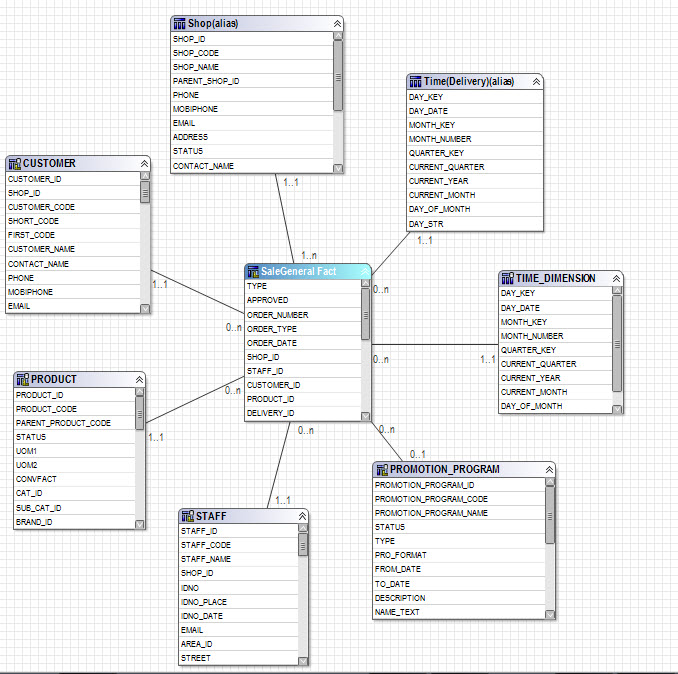 Shop(alias)
SHOP_ID
SHOP_CODE
SHOP_NAME
PARENT_SHOP_ID
PHONE
MOBIPHONE
EMAIL
ADDRESS
STATUS
CONTACT_NAME
1..1
1..n
Time(Delivery)(alias)
DAY_KEY
DAY_DATE
MONTH_KEY
MONTH_NUMBER
QUARTER_KEY
CURRENT_QUARTER
CURRENT_YEAR
CURRENT_MONTH
DAY_OF_MONTH
DAY_STR
1..1
0..n
CUSTOMER
CUSTOMER_ID
SHOP_ID
CUSTOMER_CODE
SHORT_CODE
FIRST_CODE
CUSTOMER_NAME
CONTACT_NAME
PHONE
MOBIPHONE
EMAIL
1..1
0..n
SaleGeneral Fact
TYPE
APPROVED
ORDER_NUMBER
ORDER_TYPE
ORDER_DATE
SHOP_ID
STAFF_ID
CUSTOMER_ID
PRODUCT_ID
DELIVERY_ID
TIME_DIMENSION
DAY_KEY
DAY_DATE
MONTH_KEY
MONTH_NUMBER
QUARTER_KEY
CURRENT_QUARTER
CURRENT_YEAR
CURRENT_MONTH
DAY_OF_MONTH
0..n
1..1
PRODUCT
PRODUCT_ID
PRODUCT_CODE
PARENT_PRODUCT_CODE
STATUS
UOM1
UOM2
CONVFACT
CAT_ID
SUB_CAT_ID
BRAND_ID
0..n
1..1
0..n
1..1
0..n
0..1
STAFF
STAFF_ID
STAFF_CODE
STAFF_NAME
SHOP_ID
IDNO
IDNO_PLACE
IDNO_DATE
EMAIL
AREA_ID
STREET
PROMOTION_PROGRAM
PROMOTION_PROGRAM_ID
PROMOTION_PROGRAM_CODE
PROMOTION_PROGRAM_NAME
STATUS
TYPE
PRO_FORMAT
FROM_DATE
TO_DATE
DESCRIPTION
NAME_TEXT